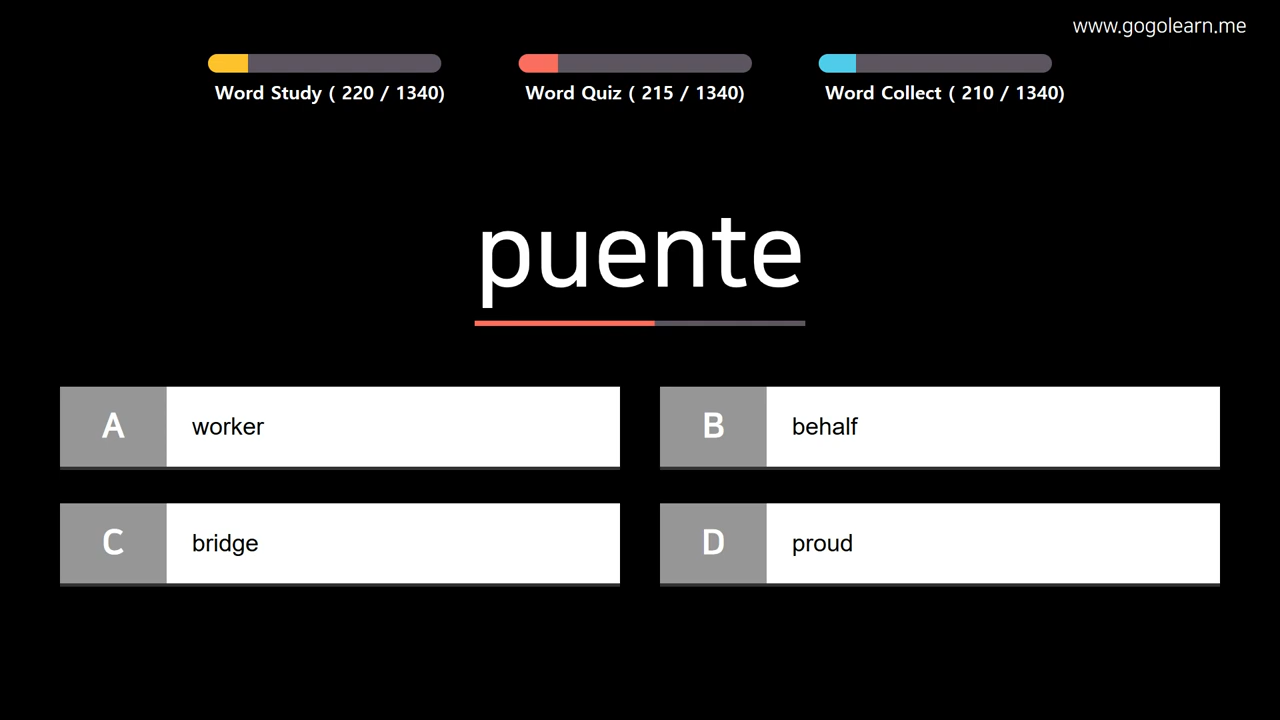 www.gogolearn.me
Word Study ( 220 / 1340)
Word Quiz ( 215 / 1340)
Word Collect ( 210 / 1340)
puente
A worker
B behalf
C bridge
D proud